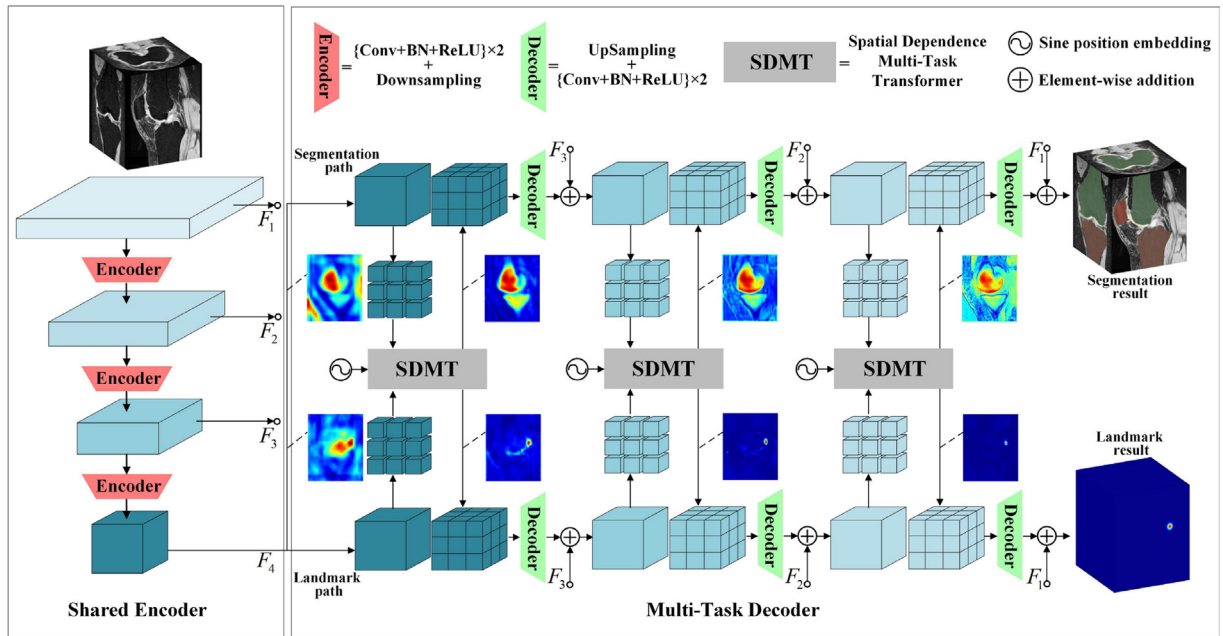 Encoder
=
{Conv+BN+ReLU}×2
+
Downsampling
Decoder
=
UpSampling
+
{Conv+BN+ReLU}×2
SDMT
=
Spatial Dependence
Multi-Task
Transformer
Sine position embedding
Element-wise addition
Segmentation
path
F3
F2
F1
Decoder
Decoder
Decoder
F1
Encoder
F2
Encoder
F3
Encoder
F4
Segmentation
result
SDMT
SDMT
SDMT
Landmark
result
Decoder
Decoder
Decoder
F3
F2
F1
Landmark
path
Shared Encoder
Multi-Task Decoder